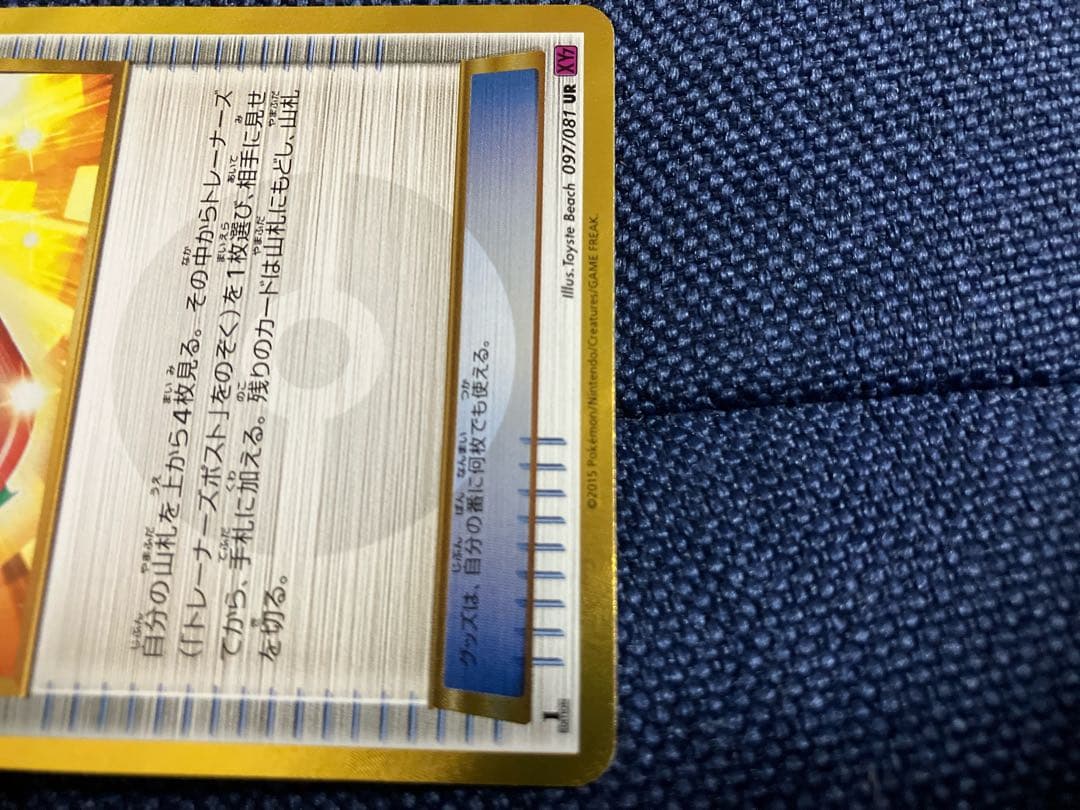 自分の山札を上から4枚見る。その中からトレーナーズ
(「トレーナーズポスト」をのぞく)を1枚選び、相手に見せ
てから、手札に加える。残りのカードは山札にもどし、山札
を切る。
グッズは、自分の番に何枚でも使える。
Illus. Toyste Beach 097/081 UR XY7
©2015 Pokémon/Nintendo/Creatures/GAME FREAK.
1 EDITION